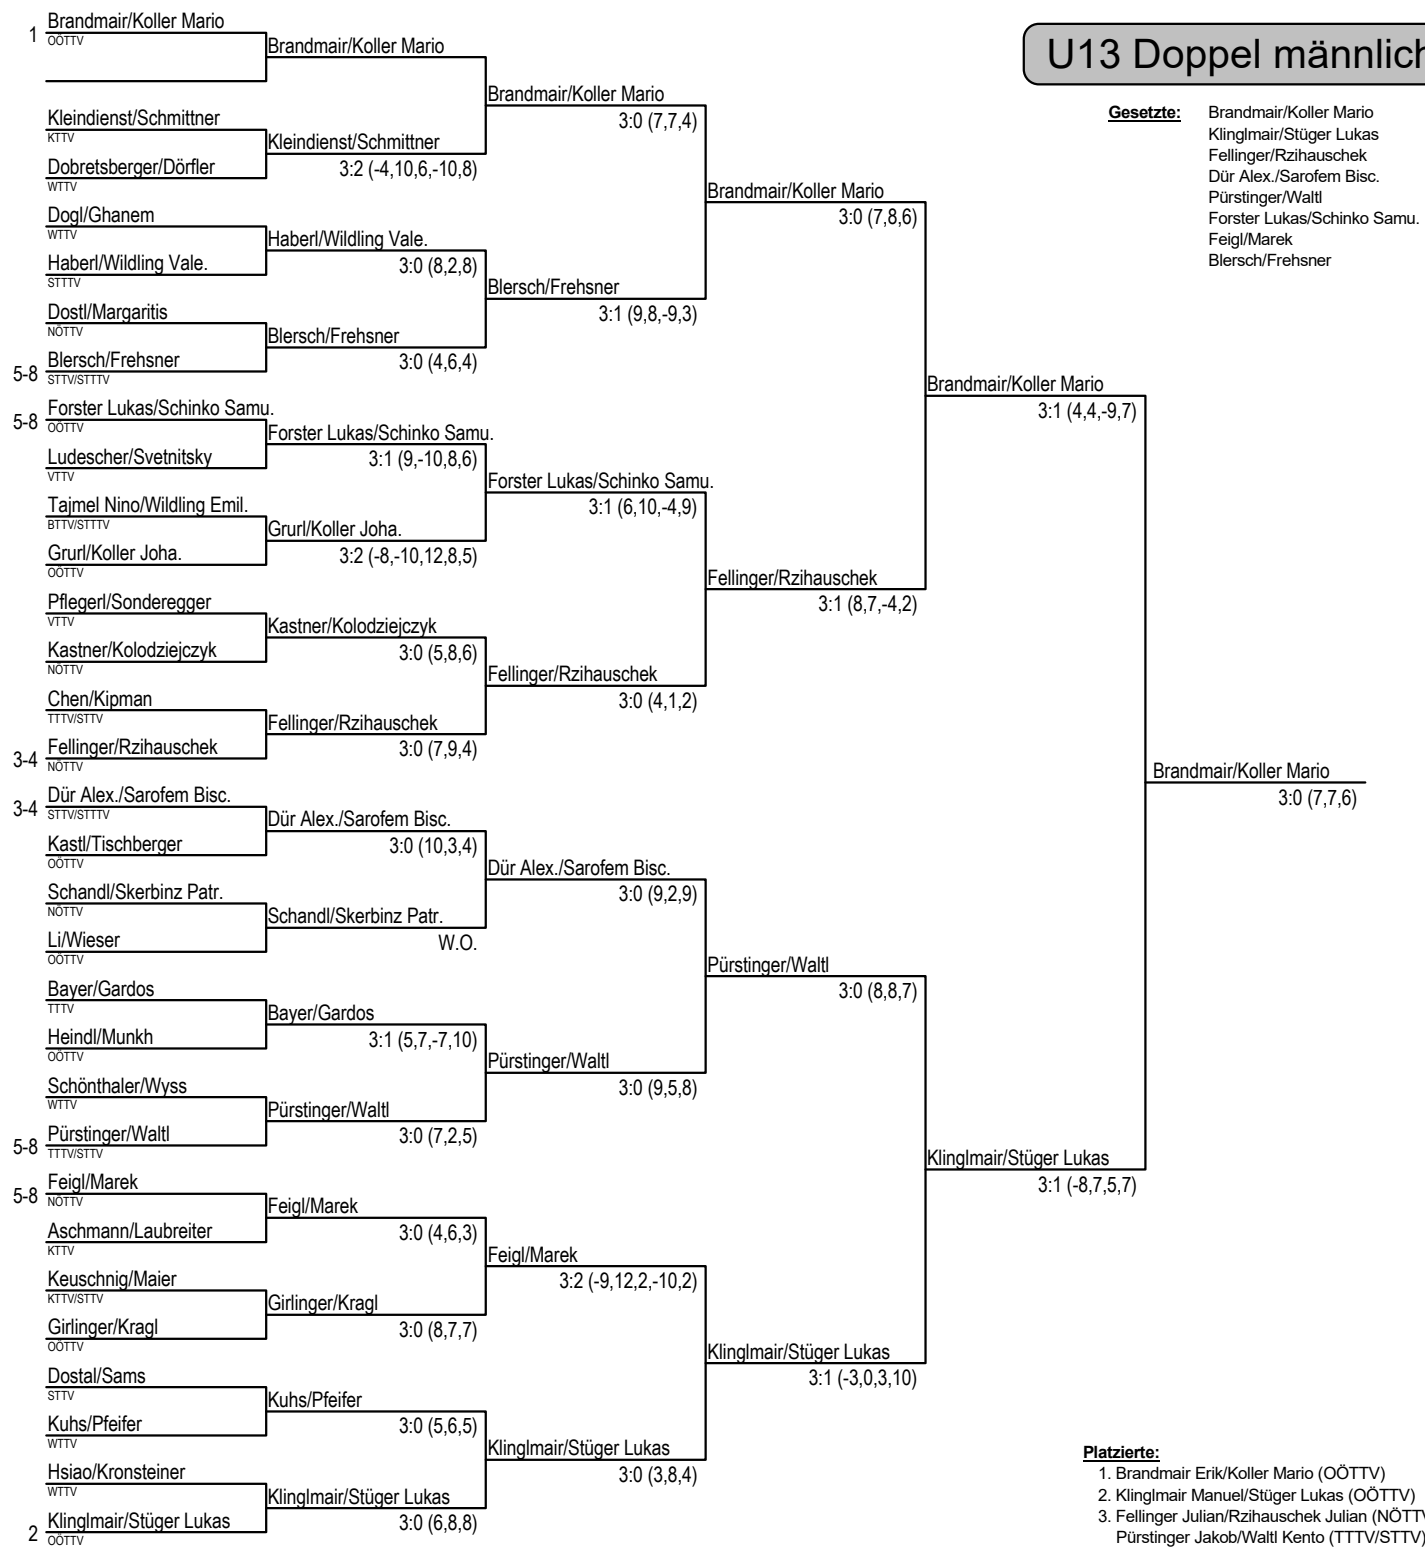 U13 Doppel männlich
Gesetzte: Brandmair/Koller Mario
Klinglmair/Stüger Lukas
Fellinger/Rzihauschek
Dür Alex./Sarofem Bisc.
Pürstinger/Waltl
Forster Lukas/Schinko Samu.
Feigl/Marek
Blersch/Frehsner
1 Brandmair/Koller Mario
OÖTTV
Kleindienst/Schmittner
KTTV
Dobretsberger/Dörfler
WTTV
Dogl/Ghanem
WTTV
Haberl/Wildling Vale.
STTTV
Dostl/Margaritis
NÖTTV
5-8 Blersch/Frehsner
STTV/STTTV
5-8 Forster Lukas/Schinko Samu.
OÖTTV
Ludescher/Svetnitsky
VTTV
Tajmel Nino/Wildling Emil.
BTTV/STTTV
Grurl/Koller Joha.
OÖTTV
Pflegerl/Sonderegger
VTTV
Kastner/Kolodziejczyk
NÖTTV
Chen/Kipman
TTTV/STTV
3-4 Fellinger/Rzihauschek
NÖTTV
3-4 Dür Alex./Sarofem Bisc.
STTV/STTTV
Kastl/Tischberger
OÖTTV
Schandl/Skerbinz Patr.
NÖTTV
Li/Wieser
OÖTTV
Bayer/Gardos
TTTV
Heindl/Munkh
OÖTTV
Schönthaler/Wyss
WTTV
5-8 Pürstinger/Waltl
TTTV/STTV
5-8 Feigl/Marek
NÖTTV
Aschmann/Laubreiter
KTTV
Keuschnig/Maier
KTTV/STTV
Girlinger/Kragl
OÖTTV
Dostal/Sams
STTV
Kuhs/Pfeifer
WTTV
Hsiao/Kronsteiner
WTTV
2 Klinglmair/Stüger Lukas
OÖTTV
Brandmair/Koller Mario
Kleindienst/Schmittner
3:2 (-4,10,6,-10,8)
Haberl/Wildling Vale.
3:0 (8,2,8)
Blersch/Frehsner
3:0 (4,6,4)
Forster Lukas/Schinko Samu.
3:1 (9,-10,8,6)
Grurl/Koller Joha.
3:2 (-8,-10,12,8,5)
Kastner/Kolodziejczyk
3:0 (5,8,6)
Fellinger/Rzihauschek
3:0 (7,9,4)
Dür Alex./Sarofem Bisc.
3:0 (10,3,4)
Schandl/Skerbinz Patr.
W.O.
Bayer/Gardos
3:1 (5,7,-7,10)
Pürstinger/Waltl
3:0 (7,2,5)
Feigl/Marek
3:0 (4,6,3)
Girlinger/Kragl
3:0 (8,7,7)
Kuhs/Pfeifer
3:0 (5,6,5)
Klinglmair/Stüger Lukas
3:0 (6,8,8)
Brandmair/Koller Mario
3:0 (7,7,4)
Blersch/Frehsner
3:1 (9,8,-9,3)
Forster Lukas/Schinko Samu.
3:1 (6,10,-4,9)
Fellinger/Rzihauschek
3:0 (4,1,2)
Dür Alex./Sarofem Bisc.
3:0 (9,2,9)
Pürstinger/Waltl
3:0 (9,5,8)
Feigl/Marek
3:2 (-9,12,2,-10,2)
Klinglmair/Stüger Lukas
3:0 (3,8,4)
Brandmair/Koller Mario
3:0 (7,8,6)
Fellinger/Rzihauschek
3:1 (8,7,-4,2)
Pürstinger/Waltl
3:0 (8,8,7)
Klinglmair/Stüger Lukas
3:1 (-3,0,3,10)
Brandmair/Koller Mario
3:1 (4,4,-9,7)
Klinglmair/Stüger Lukas
3:1 (-8,7,5,7)
Brandmair/Koller Mario
3:0 (7,7,6)
Platzierte:
1. Brandmair Erik/Koller Mario (OÖTTV)
2. Klinglmair Manuel/Stüger Lukas (OÖTTV)
3. Fellinger Julian/Rzihauschek Julian (NÖTTV
Pürstinger Jakob/Waltl Kento (TTTV/STTV)